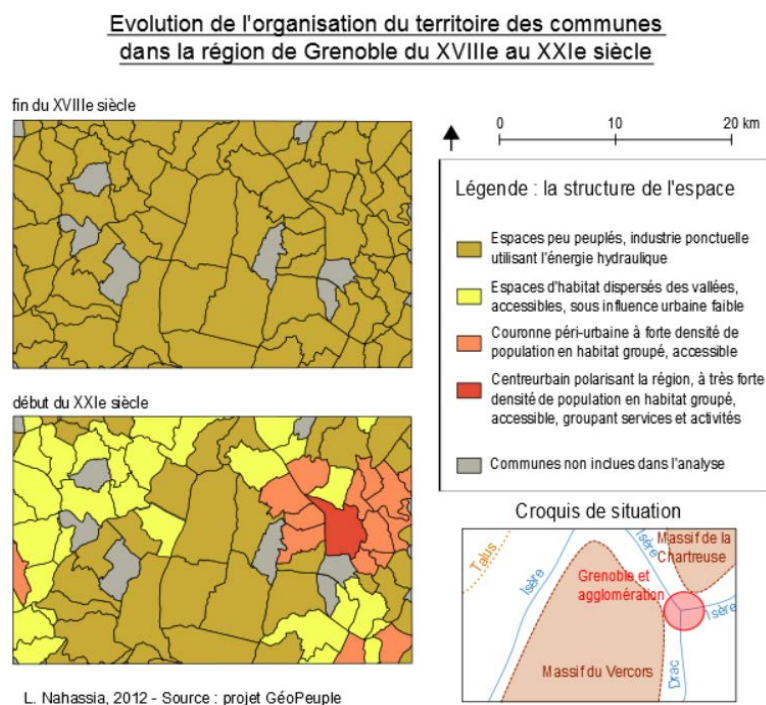 Evolution de l'organisation du territoire des communes
dans la région de Grenoble du XVIIIe au XXIe siècle
fin du XVIIIe siècle
0 10 20 km
Légende : la structure de l'espace
Espaces peu peuplés, industrie ponctuelle
utilisant l'énergie hydraulique
Espaces d'habitat dispersés des vallées,
accessibles, sous influence urbaine faible
Couronne péri-urbaine à forte densité de
population en habitat groupé, accessible
Centreurbain polarisant la région, à très forte
densité de population en habitat groupé,
accessible, groupant services et activités
Communes non inclues dans l'analyse
début du XXIe siècle
Croquis de situation
Talus
Isère
Isère
Massif de la
Chartreuse
Grenoble et
agglomération
Isère
Massif du Vercors
Drac
L. Nahassia, 2012 - Source : projet GéoPeuple